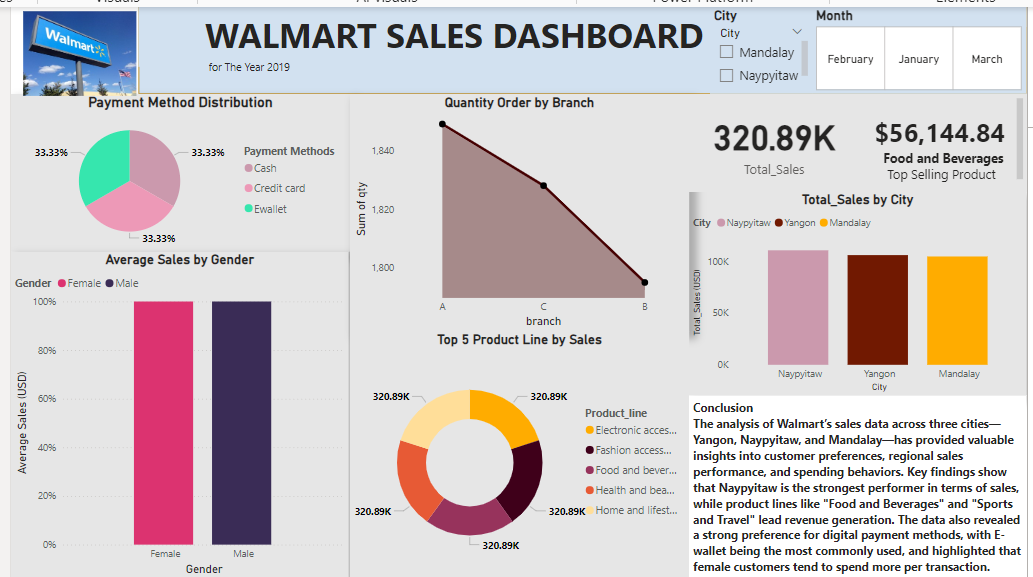 Visuals
AI Visuals
Power Platform
Elements
Walmart
WALMART SALES DASHBOARD
for The Year 2019
City
City
Mandalay
Naypyitaw
Month
February
January
March
Payment Method Distribution
33.33%
33.33%
33.33%
Payment Methods
Cash
Credit card
Ewallet
Quantity Order by Branch
Sum of qty
1,840
1,820
1,800
A
C
B
branch
320.89K
Total_Sales
$56,144.84
Food and Beverages
Top Selling Product
Total_Sales by City
City
Naypyitaw
Yangon
Mandalay
Total_Sales (USD)
100K
50K
0K
Naypyitaw
Yangon
Mandalay
City
Average Sales by Gender
Gender
Female
Male
Average Sales (USD)
100%
80%
60%
40%
20%
0%
Female
Male
Gender
Top 5 Product Line by Sales
320.89K
320.89K
320.89K
320.89K
320.89K
Product_line
Electronic acces...
Fashion access...
Food and bever...
Health and bea...
Home and lifest...
Conclusion
The analysis of Walmart's sales data across three cities—
Yangon, Naypyitaw, and Mandalay—has provided valuable
insights into customer preferences, regional sales
performance, and spending behaviors. Key findings show
that Naypyitaw is the strongest performer in terms of sales,
while product lines like "Food and Beverages" and "Sports
and Travel" lead revenue generation. The data also revealed
a strong preference for digital payment methods, with E-
wallet being the most commonly used, and highlighted that
female customers tend to spend more per transaction.